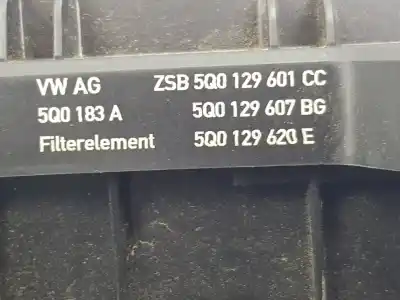 VW AG ZSB 5Q0 129 601 CC
5Q0 183 A 5Q0 129 607 BG
Filterelement 5Q0 129 620 E